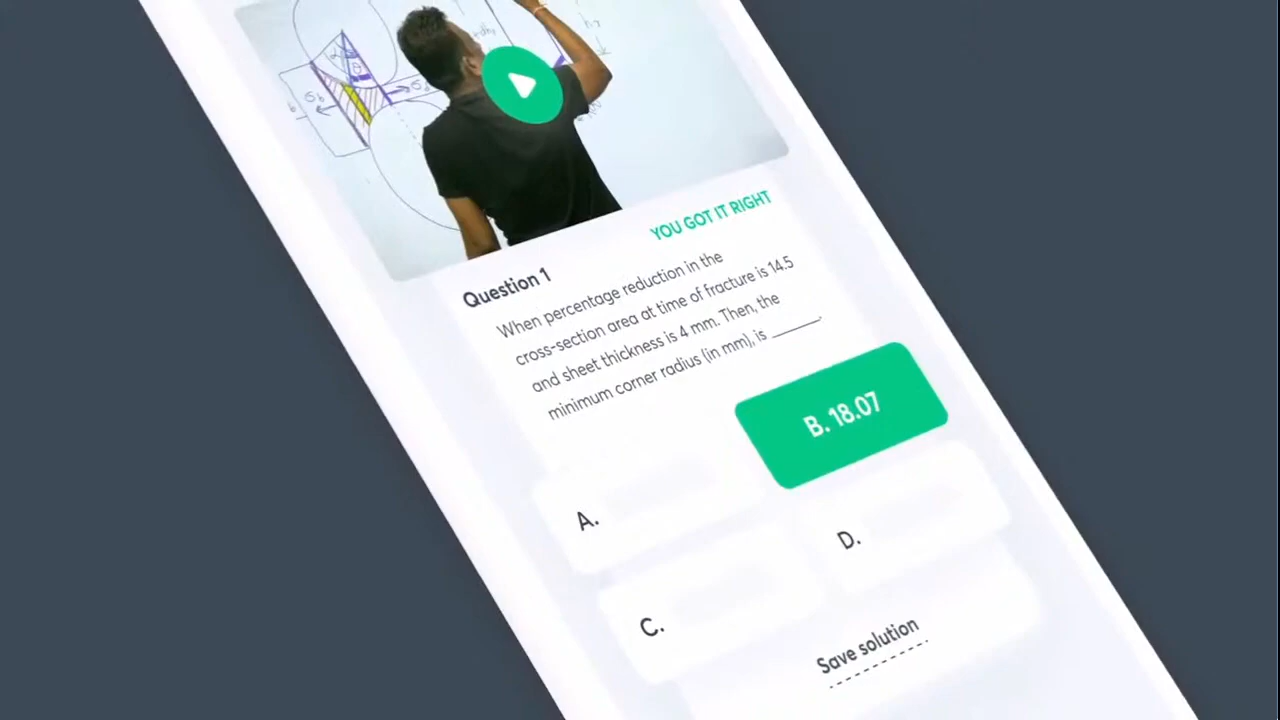 YOU GOT IT RIGHT
Question 1
When percentage reduction in the
cross-section area at time of fracture is 14.5
and sheet thickness is 4 mm. Then, the
minimum corner radius (in mm), is ______.
A.
B. 18.07
C.
D.
Save solution